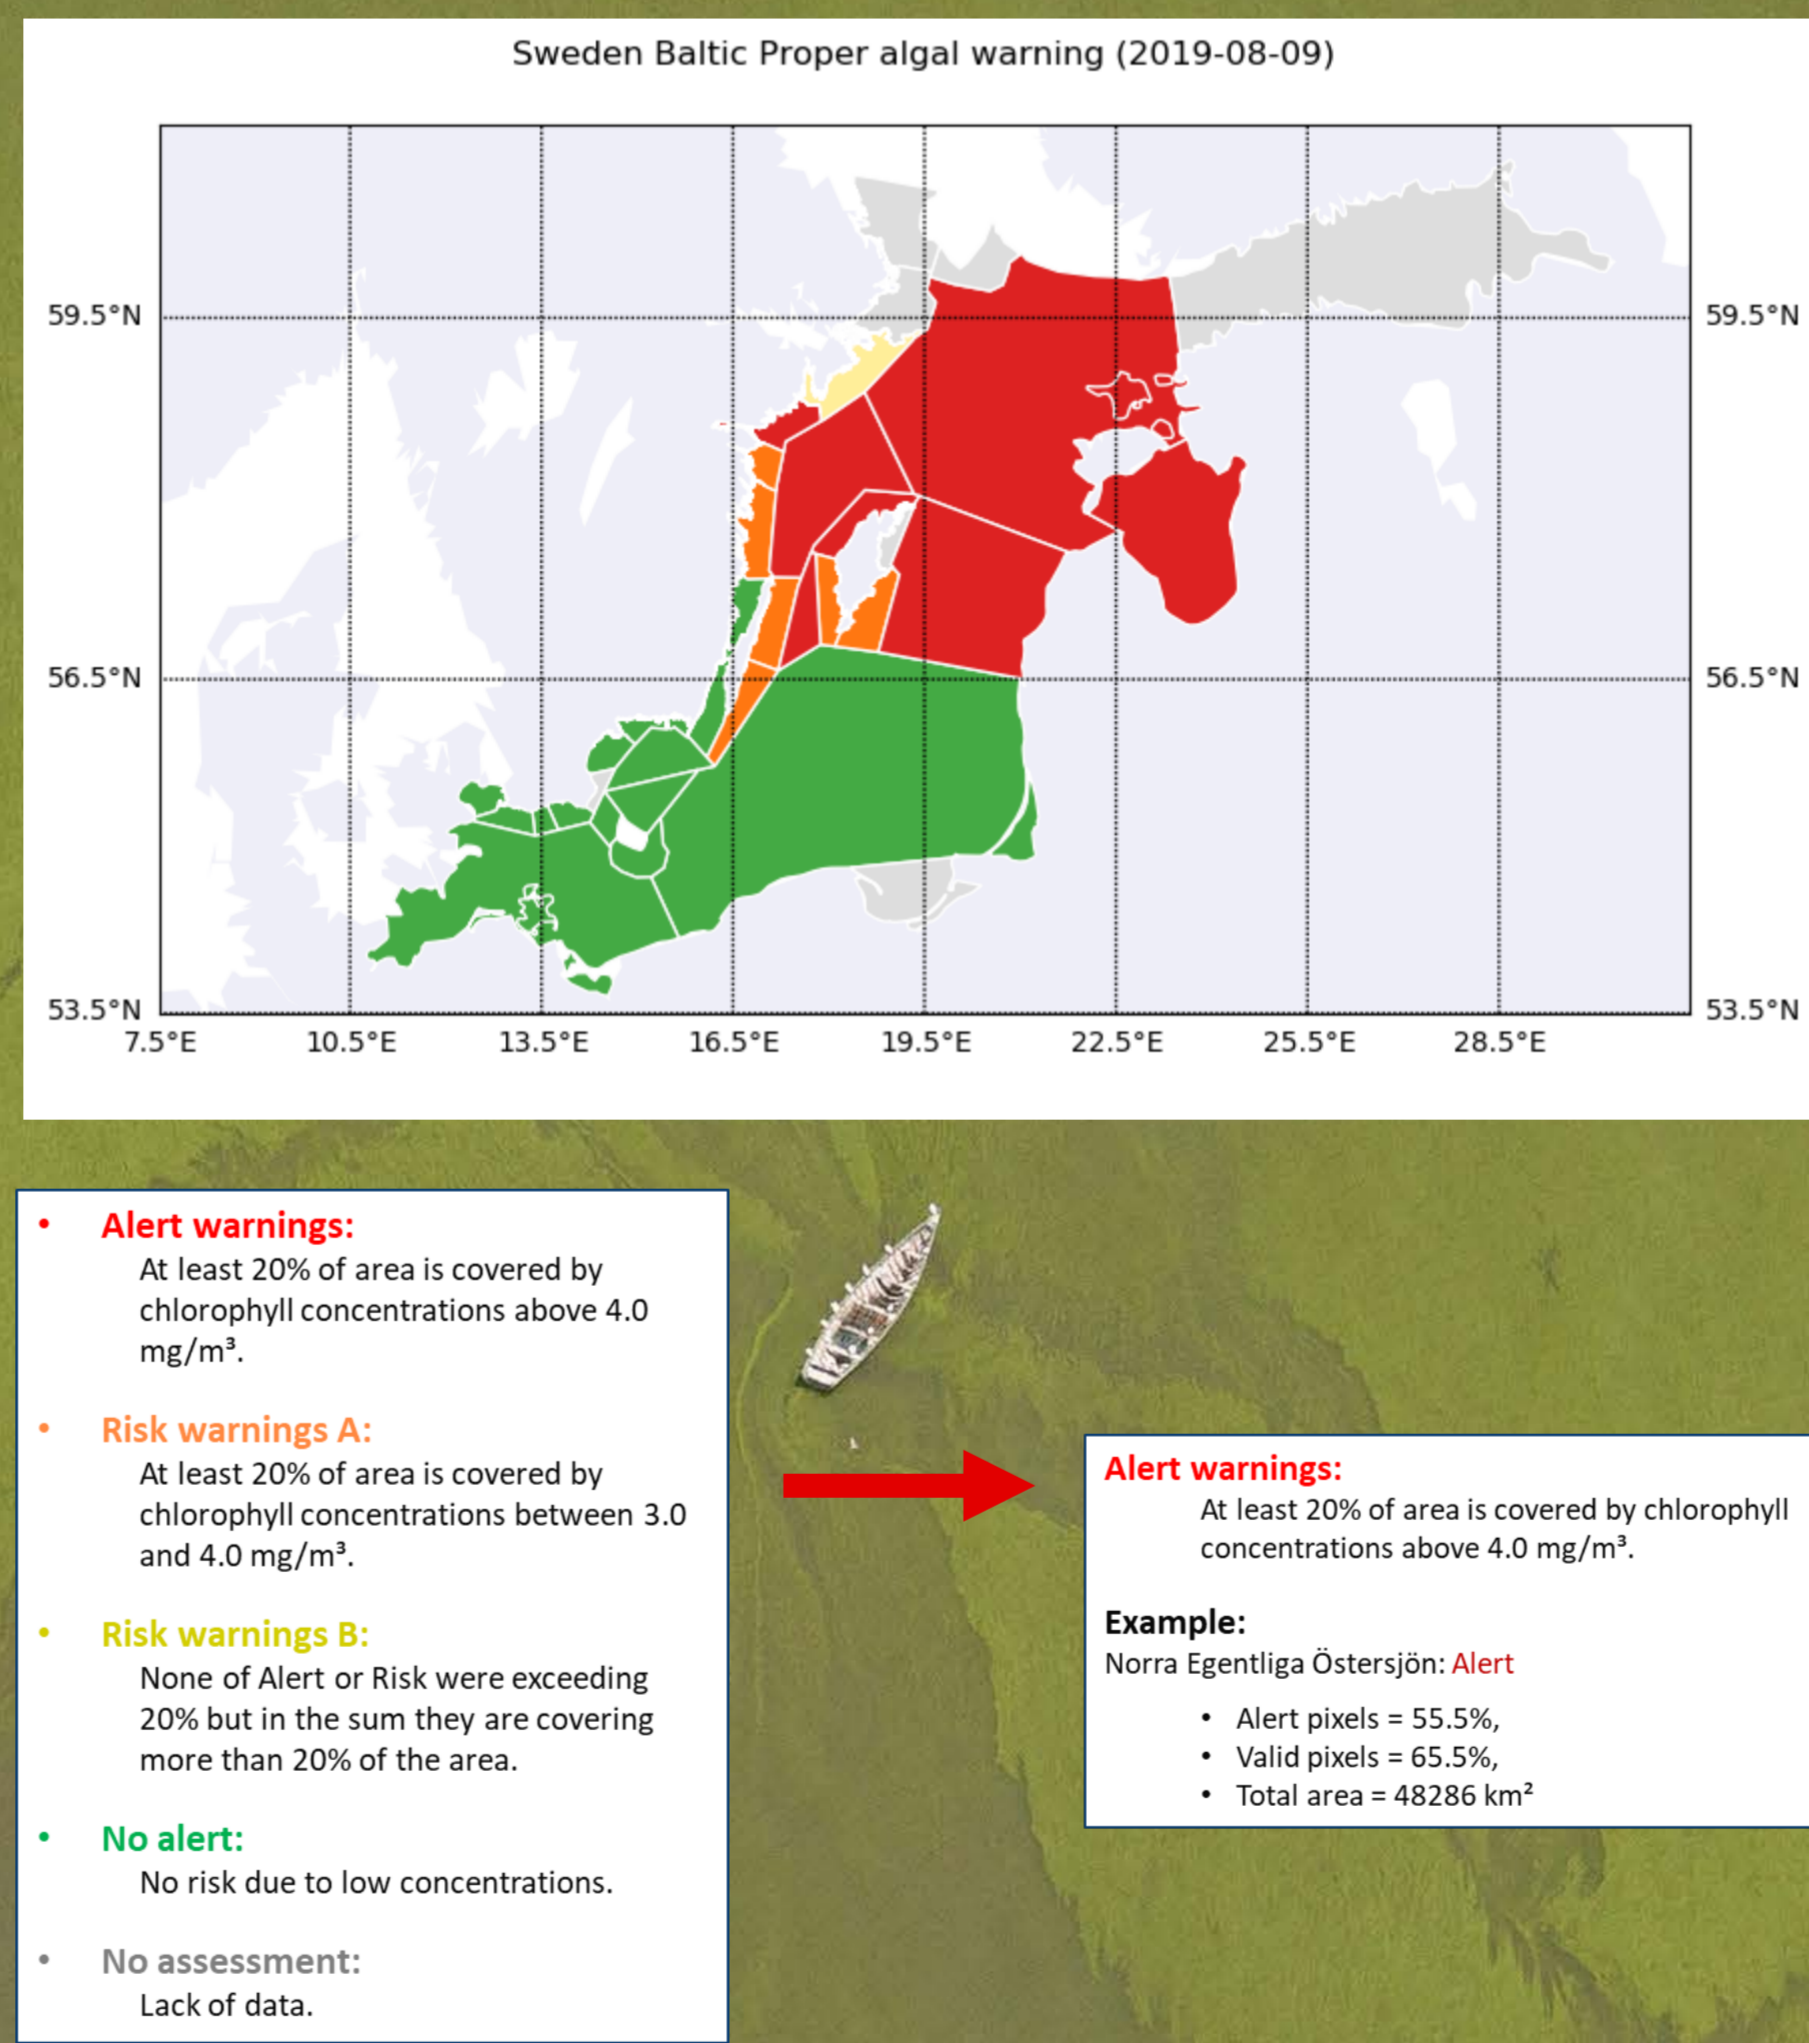 Sweden Baltic Proper algal warning (2019-08-09)
59.5°N
59.5°N
56.5°N
56.5°N
53.5°N
53.5°N
7.5°E
10.5°E
13.5°E
16.5°E
19.5°E
22.5°E
25.5°E
28.5°E
• Alert warnings:
At least 20% of area is covered by
chlorophyll concentrations above 4.0
mg/m³.
• Risk warnings A:
At least 20% of area is covered by
chlorophyll concentrations between 3.0
and 4.0 mg/m³.
• Risk warnings B:
None of Alert or Risk were exceeding
20% but in the sum they are covering
more than 20% of the area.
• No alert:
No risk due to low concentrations.
• No assessment:
Lack of data.
Alert warnings:
At least 20% of area is covered by chlorophyll
concentrations above 4.0 mg/m³.
Example:
Norra Egentliga Östersjön: Alert
• Alert pixels = 55.5%,
• Valid pixels = 65.5%,
• Total area = 48286 km²